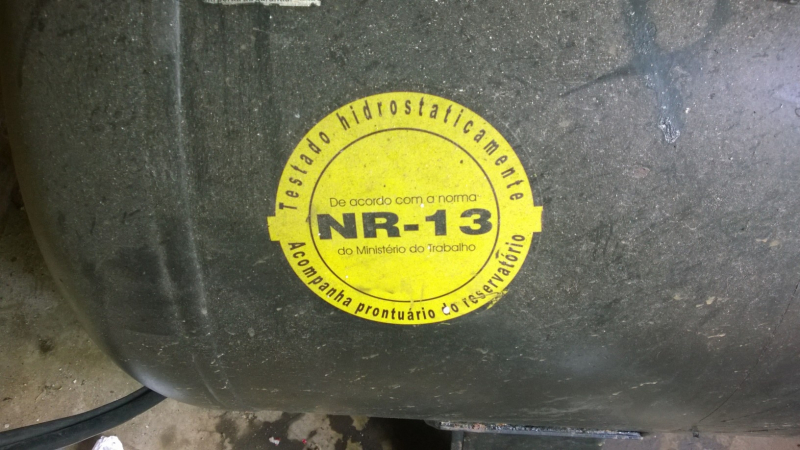 Testado hidrostaticamente
De acordo com a norma
NR-13
do Ministério do Trabalho
Acompanha prontuário do reservatório